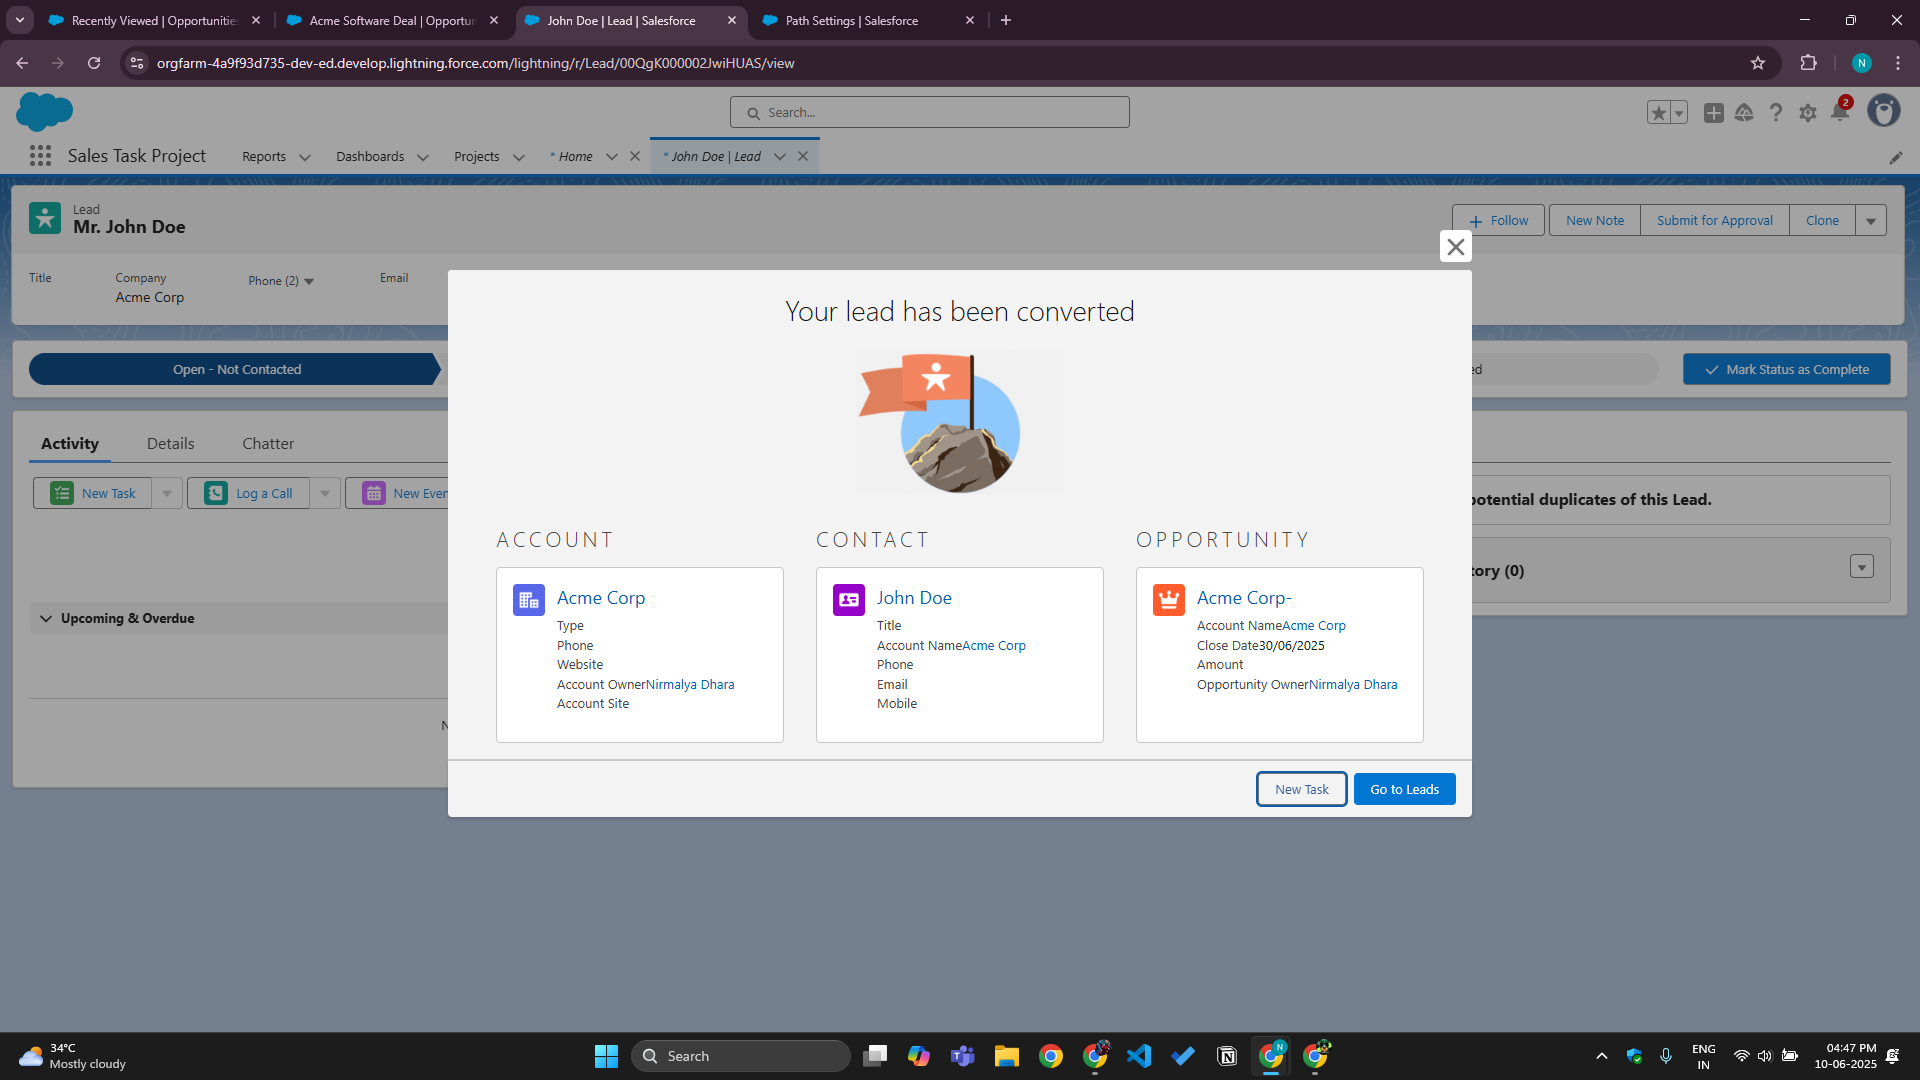 Recently Viewed | Opportunities
Acme Software Deal | Opportun
John Doe | Lead | Salesforce
Path Settings | Salesforce
orgfarm-4a9f93d735-dev-ed.develop.lightning.force.com/lightning/r/Lead/00QgK000002JwiHUAS/view
N
Search...
2
Sales Task Project
Reports
Dashboards
Projects
* Home
* John Doe | Lead
Lead
Mr. John Doe
Follow
New Note
Submit for Approval
Clone
Title
Company
Phone (2)
Email
Acme Corp
Your lead has been converted
Open - Not Contacted
ed
Mark Status as Complete
Activity
Details
Chatter
New Task
Log a Call
New Even
potential duplicates of this Lead.
tory (0)
Upcoming & Overdue
N
ACCOUNT
Acme Corp
Type
Phone
Website
Account OwnerNirmalya Dhara
Account Site
CONTACT
John Doe
Title
Account NameAcme Corp
Phone
Email
Mobile
OPPORTUNITY
Acme Corp-
Account NameAcme Corp
Close Date30/06/2025
Amount
Opportunity OwnerNirmalya Dhara
New Task
Go to Leads
34°C
Mostly cloudy
Search
N
ENG
IN
04:47 PM
10-06-2025